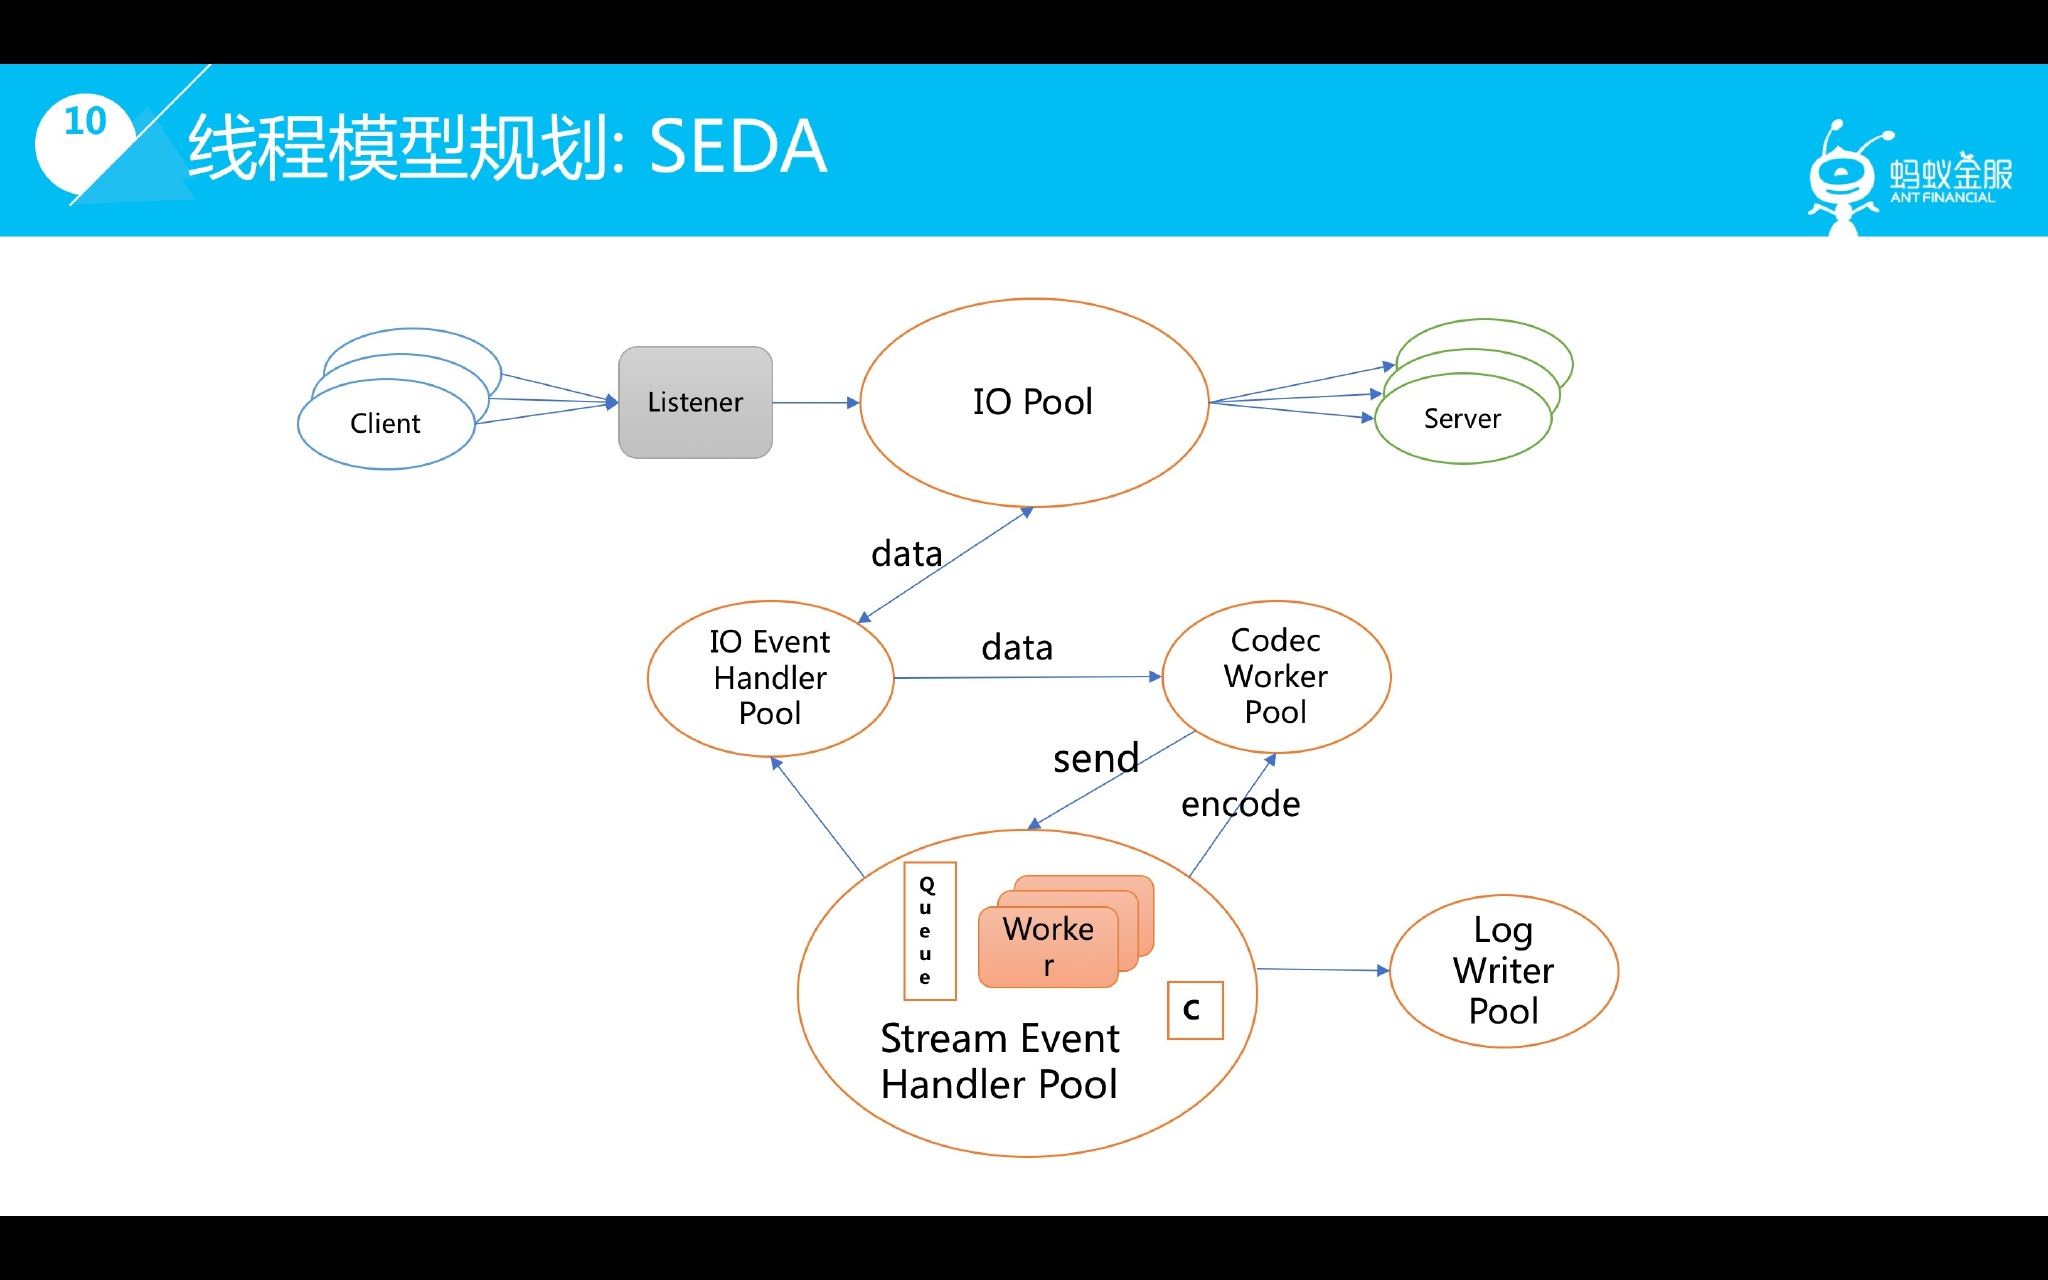 10
线程模型规划: SEDA
蚂蚁金服
ANT FINANCIAL
Client
Listener
IO Pool
Server
data
IO Event
Handler
Pool
data
Codec
Worker
Pool
send
encode
Q
u
e
u
e
Worke
r
C
Stream Event
Handler Pool
Log
Writer
Pool